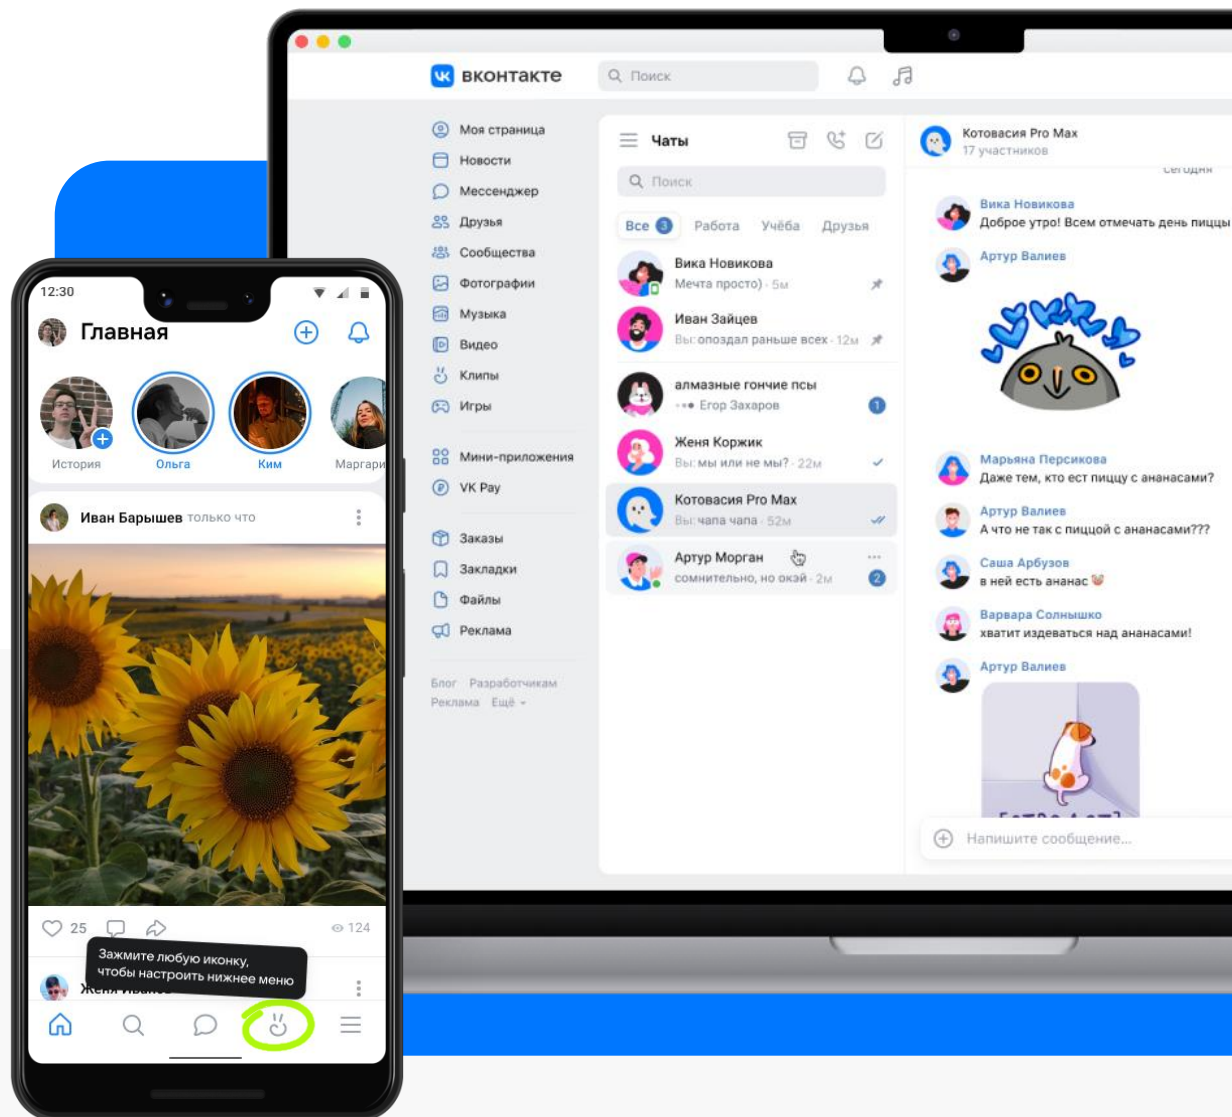 вконтакте
Поиск
Моя страница
Новости
Мессенджер
Друзья
Сообщества
Фотографии
Музыка
Видео
Клипы
Игры
Мини-приложения
VK Pay
Заказы
Закладки
Файлы
Реклама
Блог Разработчикам
Реклама Ещё
Чаты
Поиск
Все 3 Работа Учёба Друзья
Вика Новикова
Мечта просто) · 5м
Иван Зайцев
Вы: опоздал раньше всех · 12м
алмазные гончие псы
Егор Захаров 1
Женя Коржик
Вы: мы или не мы? · 22м
Котовасия Pro Max
Вы: чапа чапа · 52м
Артур Морган
сомнительно, но окэй · 2м 2
Котовасия Pro Max
17 участников
Сегодня
Вика Новикова
Доброе утро! Всем отмечать день пиццы
Артур Валиев
Марьяна Персикова
Даже тем, кто ест пиццу с ананасами?
Артур Валиев
А что не так с пиццой с ананасами???
Саша Арбузов
в ней есть ананас
Варвара Солнышко
хватит издеваться над ананасами!
Артур Валиев
Напишите сообщение...
12:30
Главная
История Ольга Ким Маргари
Иван Барышев только что
25 124
Зажмите любую иконку,
чтобы настроить нижнее меню